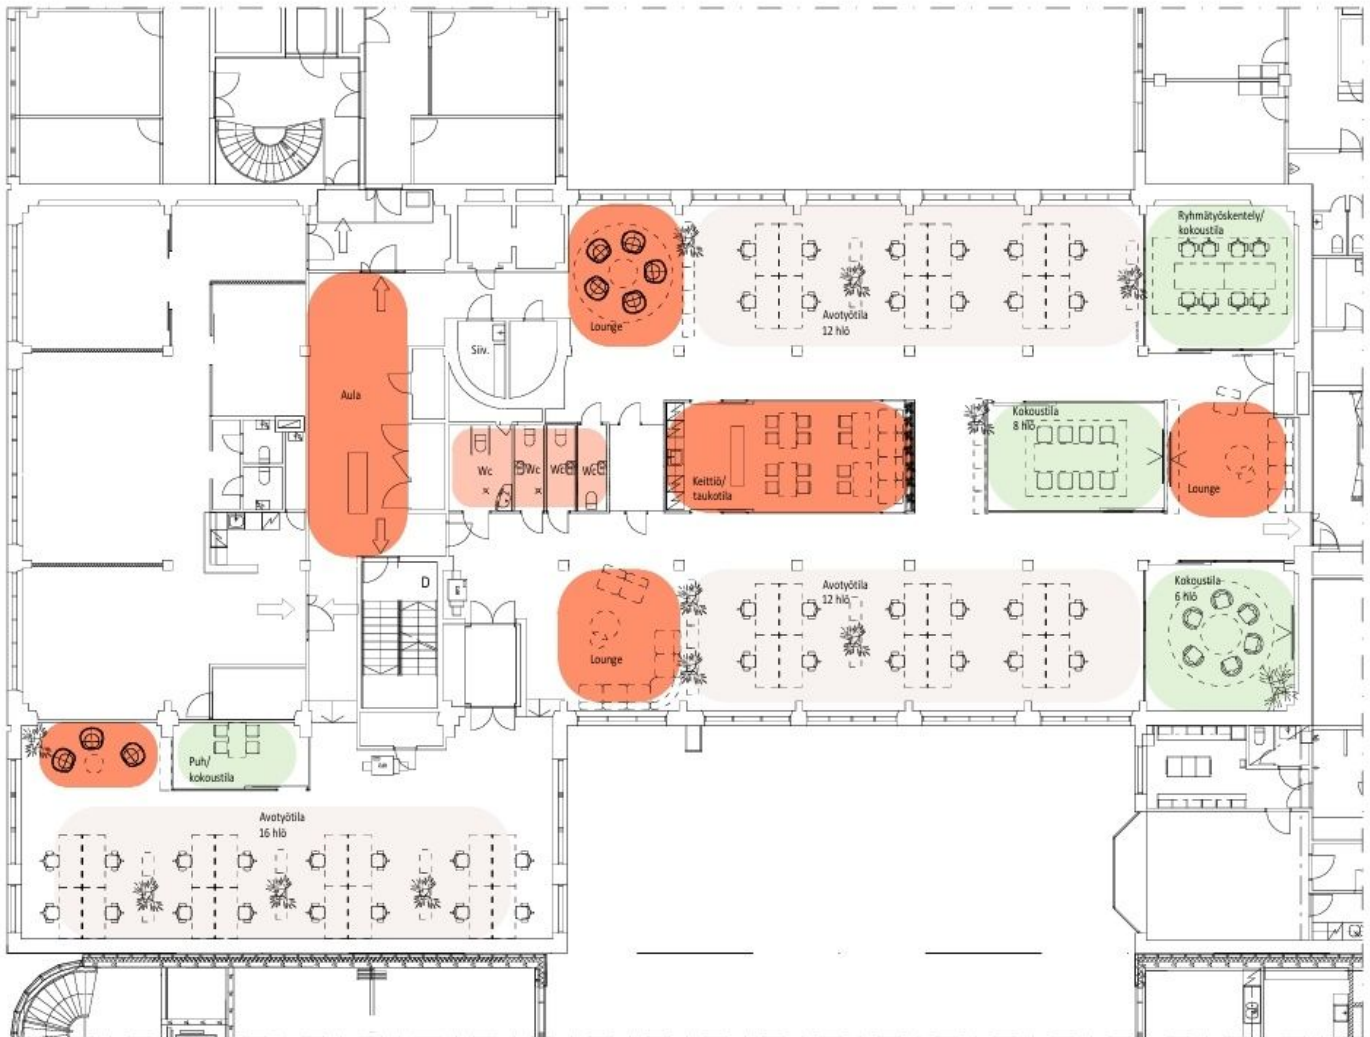 Ryhmätyöskentely/
kokoustila
Lounge
Avotyötila
12 hlö
Siiv.
Aula
Kokoustila
8 hlö
Wc
Wc
Wc
Wc
Keittiö/
taukotila
Lounge
D
Avotyötila
12 hlö
Kokoustila
6 hlö
Lounge
Puh/
kokoustila
Avotyötila
16 hlö